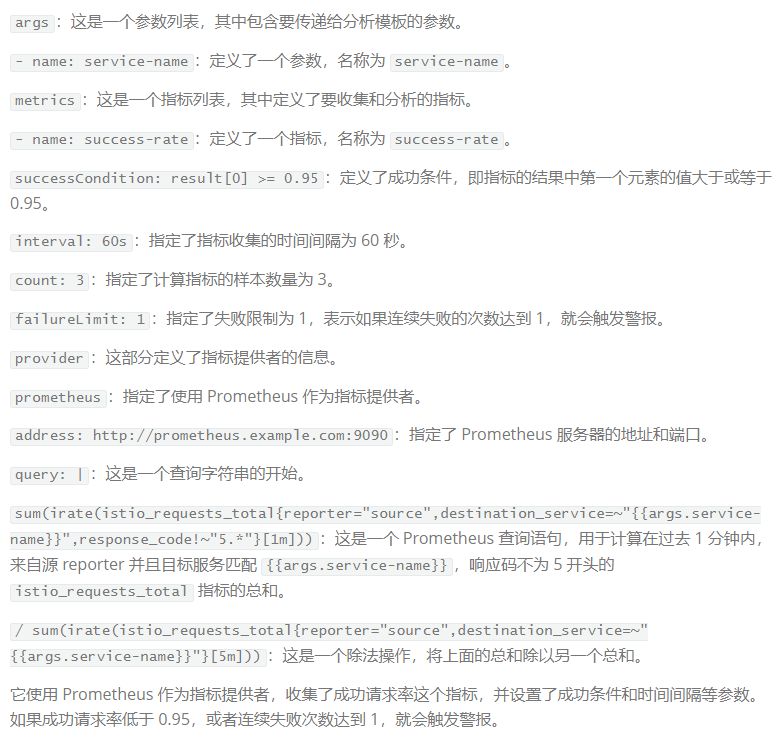 args：这是一个参数列表，其中包含要传递给分析模板的参数。
- name: service-name：定义了一个参数，名称为 service-name。
metrics：这是一个指标列表，其中定义了要收集和分析的指标。
- name: success-rate：定义了一个指标，名称为 success-rate。
successCondition: result[0] >= 0.95：定义了成功条件，即指标的结果中第一个元素的值大于或等于
0.95。
interval: 60s：指定了指标收集的时间间隔为 60 秒。
count: 3：指定了计算指标的样本数量为 3。
failureLimit: 1：指定了失败限制为 1，表示如果连续失败的次数达到 1，就会触发警报。
provider：这部分定义了指标提供者的信息。
prometheus：指定了使用 Prometheus 作为指标提供者。
address: http://prometheus.example.com:9090：指定了 Prometheus 服务器的地址和端口。
query: |：这是一个查询字符串的开始。
sum(irate(istio_requests_total{reporter="source",destination_service=~"{{args.service-
name}}",response_code!~"5.*"}[1m]))：这是一个 Prometheus 查询语句，用于计算在过去 1 分钟内，
来自源 reporter 并且目标服务匹配 {{args.service-name}}，响应码不为 5 开头的
istio_requests_total 指标的总和。
/ sum(irate(istio_requests_total{reporter="source",destination_service=~"
{{args.service-name}}"}[5m]))：这是一个除法操作，将上面的总和除以另一个总和。
它使用 Prometheus 作为指标提供者，收集了成功请求率这个指标，并设置了成功条件和时间间隔等参数。
如果成功请求率低于 0.95，或者连续失败次数达到 1，就会触发警报。